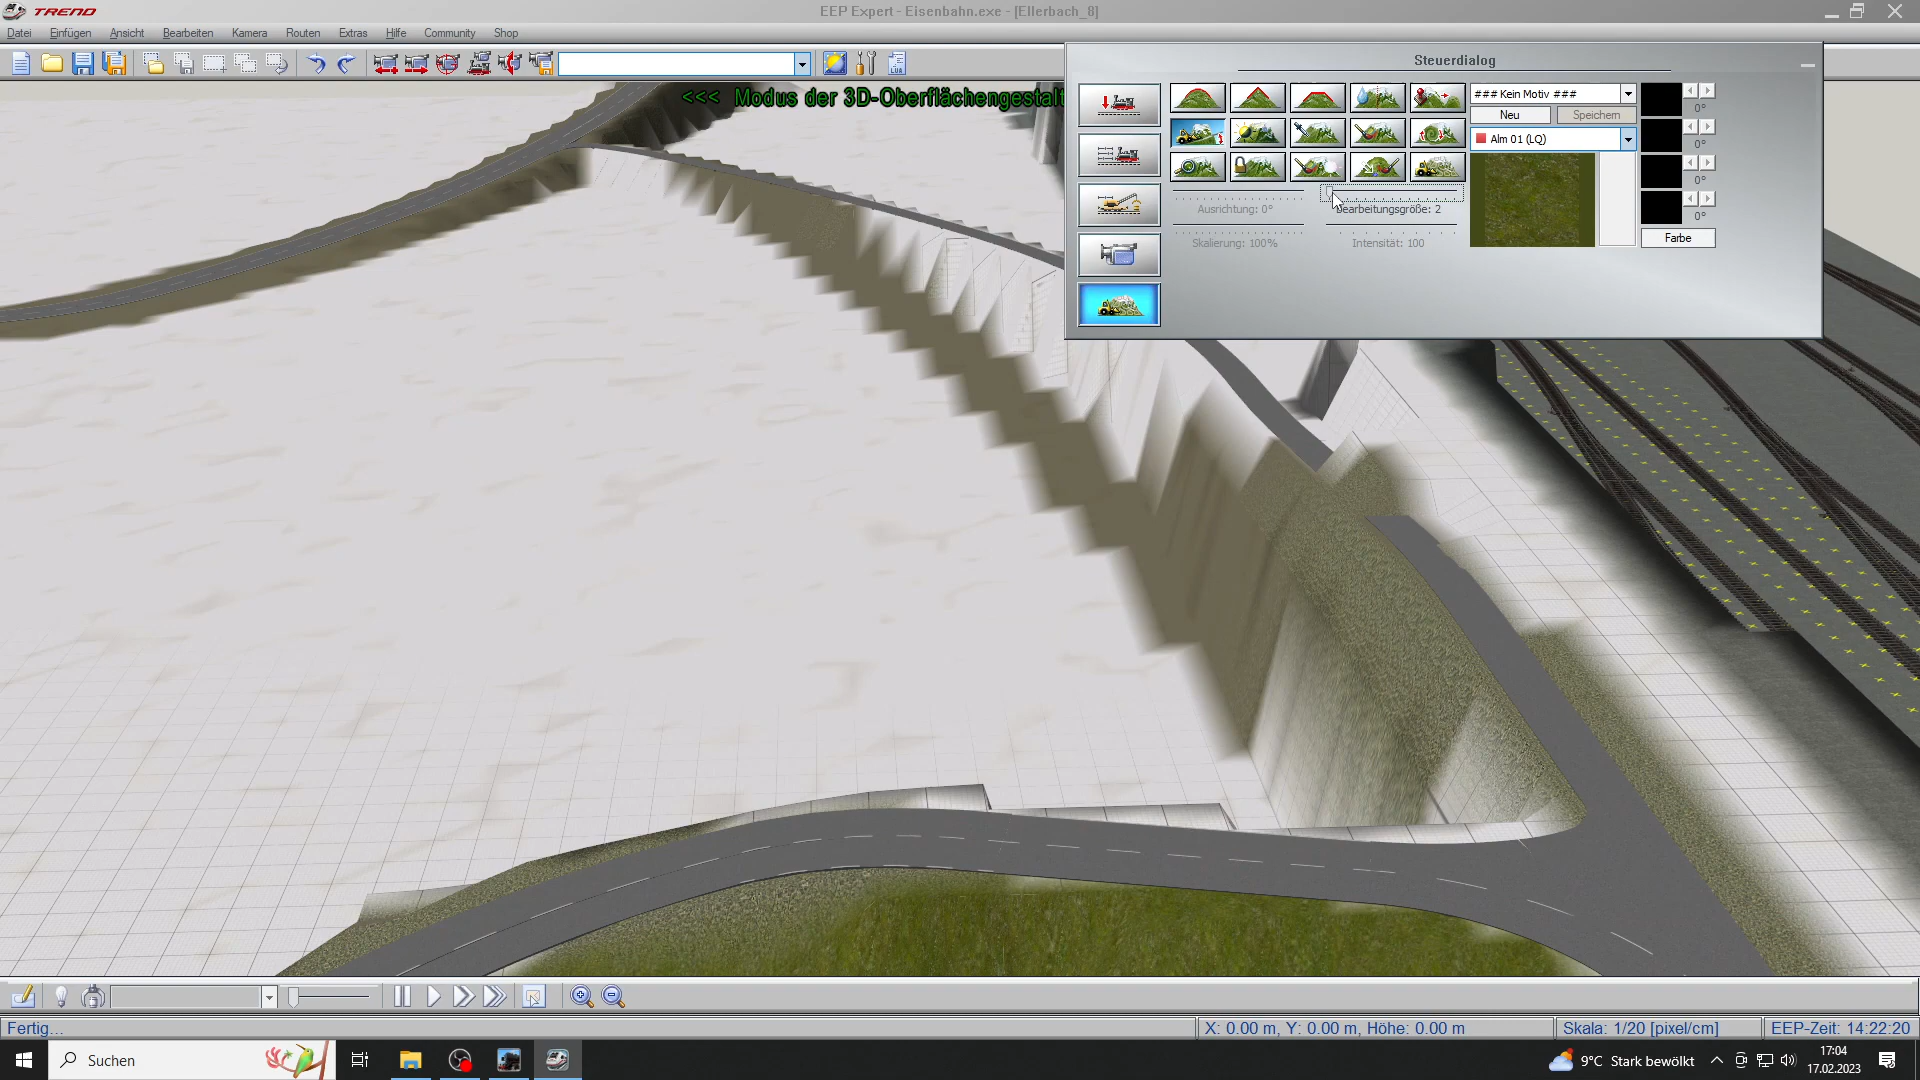 TREND
EEP Expert - Eisenbahn.exe - [Ellerbach_8]
Datei Einfügen Ansicht Bearbeiten Kamera Routen Extras Hilfe Community Shop
LUA
<<< Modus der 3D-Oberflächengestalt
Steuerdialog
### Kein Motiv ###
Neu Speichern
Alm 01 (LQ)
0°
0°
0°
0°
Ausrichtung: 0° Bearbeitungsgröße: 2
Skalierung: 100% Intensität: 100
Farbe
Fertig...
X: 0.00 m, Y: 0.00 m, Höhe: 0.00 m
Skala: 1/20 [pixel/cm]
EEP-Zeit: 14:22:20
Suchen
9°C Stark bewölkt
17:04
17.02.2023